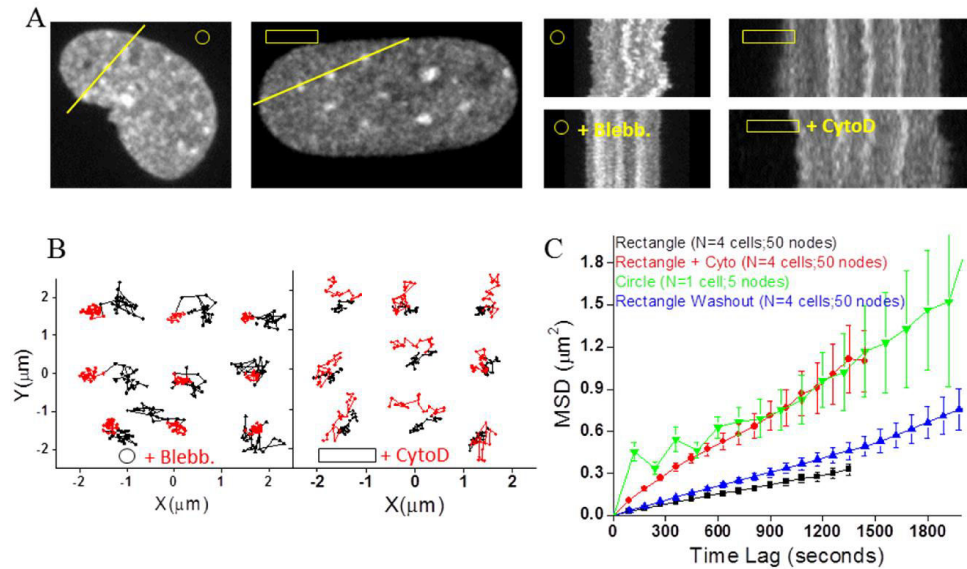 A
+ Blebb.
+ CytoD
B
C
Y(μm)
2
1
0
-1
-2
+ Blebb.
+ CytoD
-2
0
2
-2
-1
0
1
2
X(μm)
X(μm)
MSD (μm²)
1.8
1.5
1.2
0.9
0.6
0.3
0.0
Rectangle (N=4 cells;50 nodes)
Rectangle + Cyto (N=4 cells;50 nodes)
Circle (N=1 cell;5 nodes)
Rectangle Washout (N=4 cells;50 nodes)
0 300 600 900 1200 1500 1800
Time Lag (seconds)